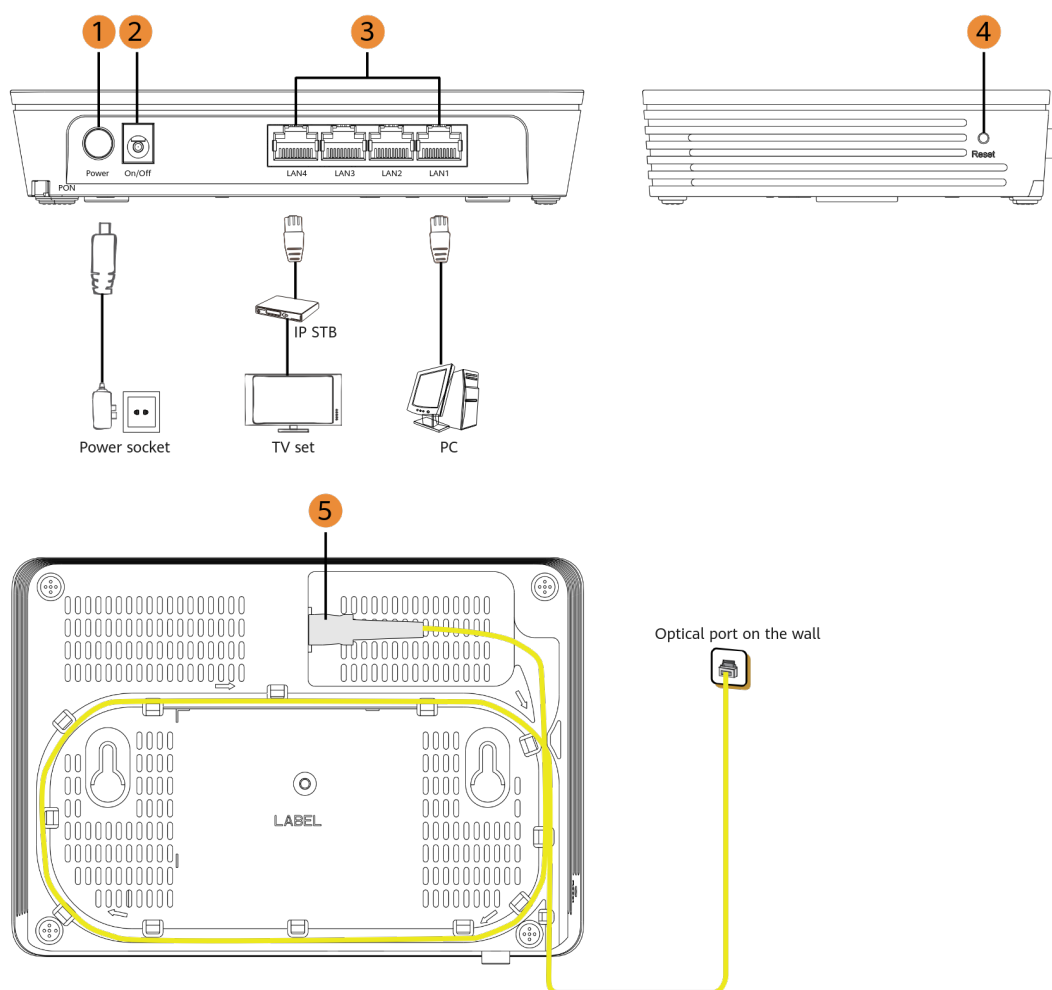 1 2 3 4
Power On/Off LAN4 LAN3 LAN2 LAN1
PON
Reset
IP STB
Power socket TV set PC
5
Optical port on the wall
LABEL